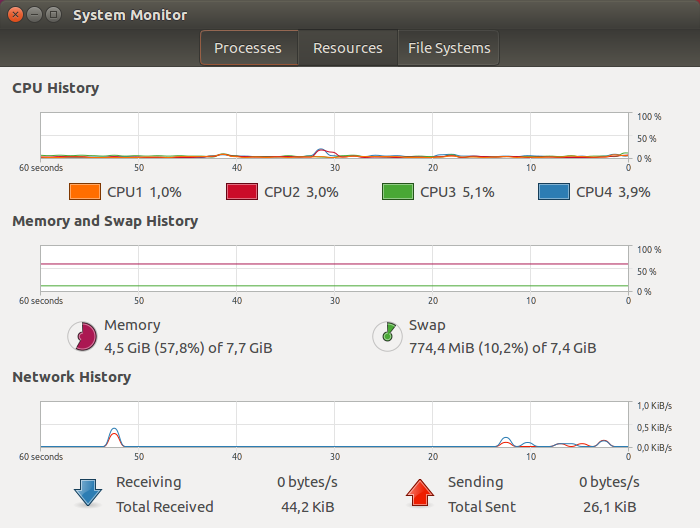 System Monitor
Processes Resources File Systems
CPU History
100 %
50 %
0 %
60 seconds 50 40 30 20 10 0
CPU1 1,0% CPU2 3,0% CPU3 5,1% CPU4 3,9%
Memory and Swap History
100 %
50 %
0 %
60 seconds 50 40 30 20 10 0
Memory Swap
4,5 GiB (57,8%) of 7,7 GiB 774,4 MiB (10,2%) of 7,4 GiB
Network History
1,0 KiB/s
0,5 KiB/s
0,0 KiB/s
60 seconds 50 40 30 20 10 0
Receiving 0 bytes/s Sending 0 bytes/s
Total Received 44,2 KiB Total Sent 26,1 KiB